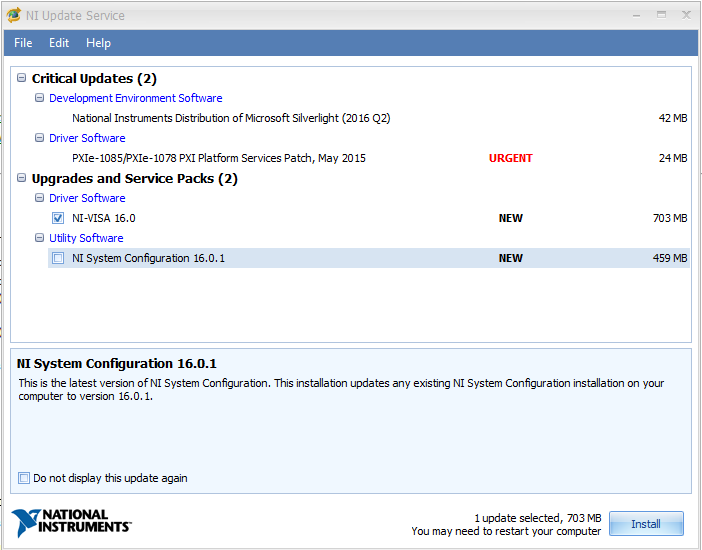 NI Update Service
File Edit Help
Critical Updates (2)
Development Environment Software
National Instruments Distribution of Microsoft Silverlight (2016 Q2) 42 MB
Driver Software
PXIe-1085/PXIe-1078 PXI Platform Services Patch, May 2015 URGENT 24 MB
Upgrades and Service Packs (2)
Driver Software
NI-VISA 16.0 NEW 703 MB
Utility Software
NI System Configuration 16.0.1 NEW 459 MB
NI System Configuration 16.0.1
This is the latest version of NI System Configuration. This installation updates any existing NI System Configuration installation on your
computer to version 16.0.1.
Do not display this update again
NATIONAL
INSTRUMENTS
1 update selected, 703 MB
You may need to restart your computer
Install